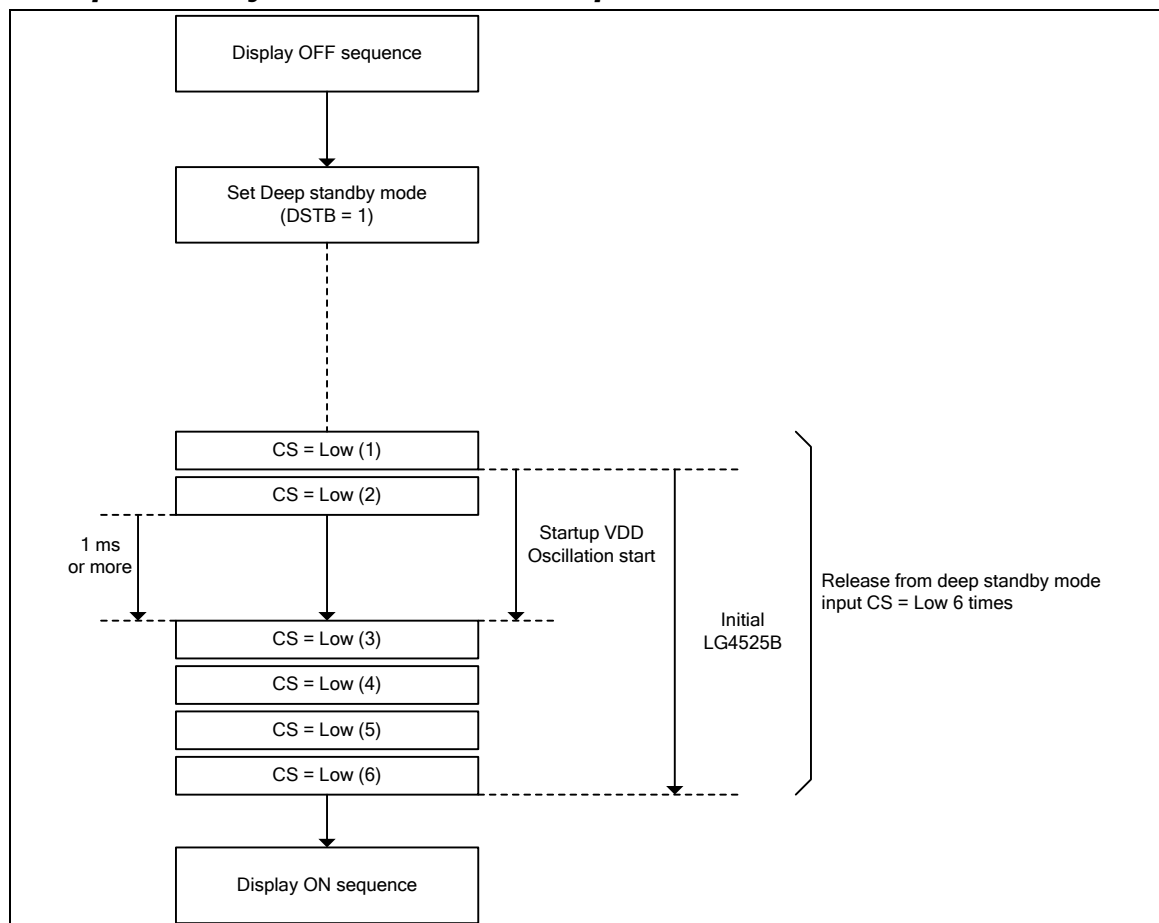 Display OFF sequence
Set Deep standby mode
(DSTB = 1)
CS = Low (1)
CS = Low (2)
1 ms
or more
Startup VDD
Oscillation start
Initial
LG4525B
Release from deep standby mode
input CS = Low 6 times
CS = Low (3)
CS = Low (4)
CS = Low (5)
CS = Low (6)
Display ON sequence